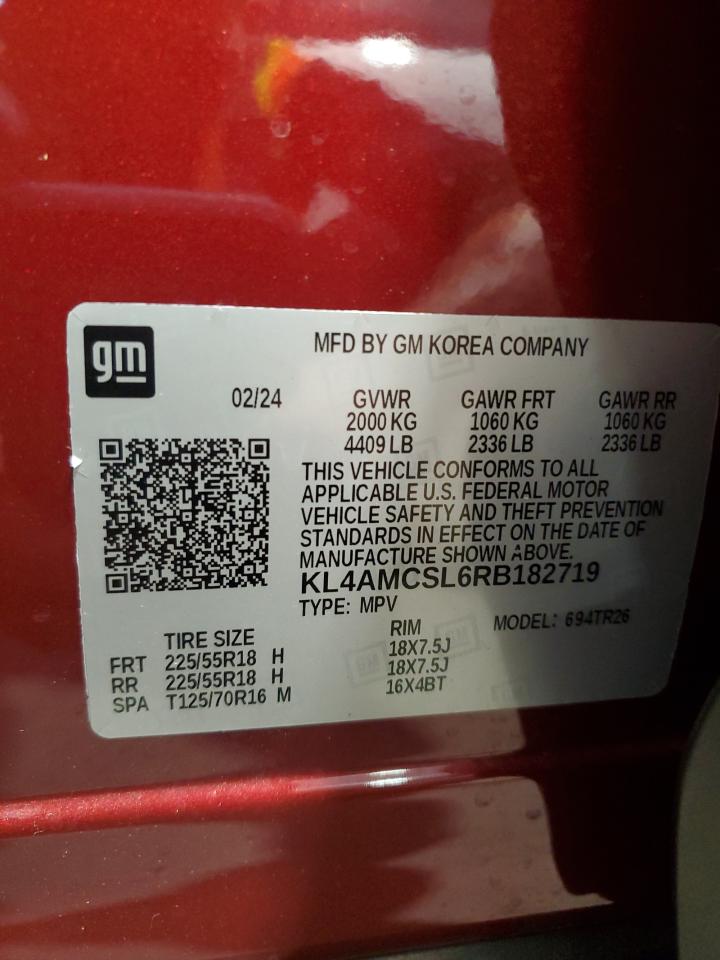 gm
MFD BY GM KOREA COMPANY
02/24 GVWR GAWR FRT GAWR RR
2000 KG 1060 KG 1060 KG
4409 LB 2336 LB 2336 LB
THIS VEHICLE CONFORMS TO ALL
APPLICABLE U.S. FEDERAL MOTOR
VEHICLE SAFETY AND THEFT PREVENTION
STANDARDS IN EFFECT ON THE DATE OF
MANUFACTURE SHOWN ABOVE.
KL4AMCSL6RB182719
TYPE: MPV MODEL: 694TR26
TIRE SIZE RIM
FRT 225/55R18 H 18X7.5J
RR 225/55R18 H 18X7.5J
SPA T125/70R16 M 16X4BT